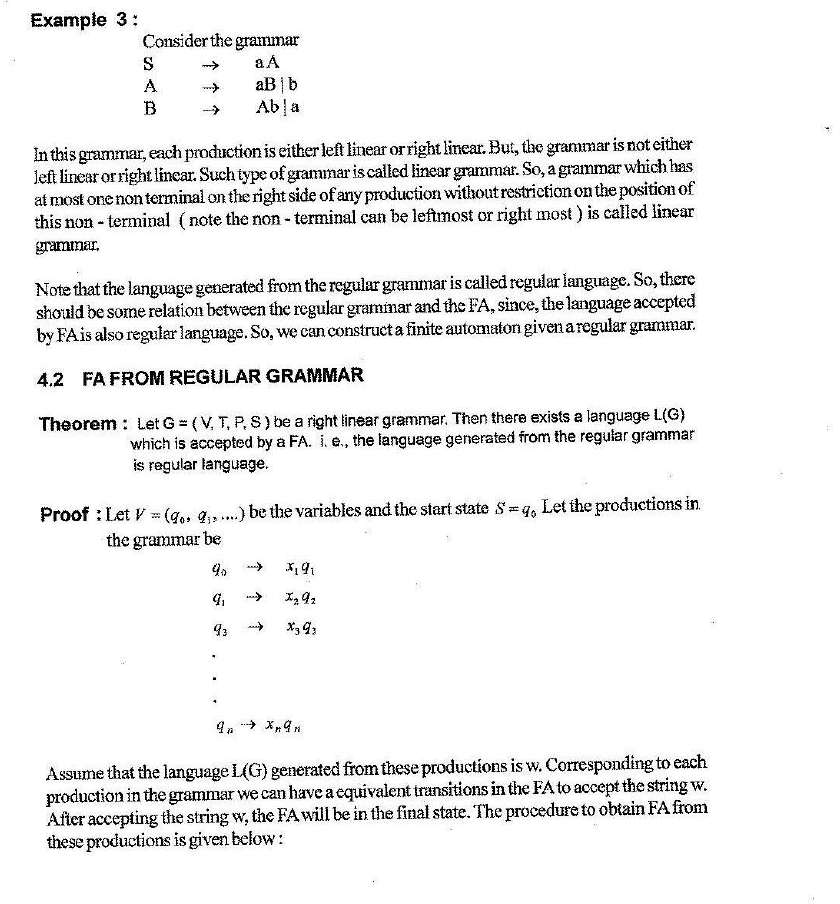 Example 3 :
Consider the grammar
S → aA
A → aB | b
B → Ab | a
In this grammar, each production is either left linear or right linear. But, the grammar is not either
left linear or right linear. Such type of grammar is called linear grammar. So, a grammar which has
at most one non terminal on the right side of any production without restriction on the position of
this non - terminal ( note the non - terminal can be leftmost or right most ) is called linear
grammar.
Note that the language generated from the regular grammar is called regular language. So, there
should be some relation between the regular grammar and the FA, since, the language accepted
by FA is also regular language. So, we can construct a finite automaton given a regular grammar.
4.2 FA FROM REGULAR GRAMMAR
Theorem : Let G = ( V, T, P, S ) be a right linear grammar. Then there exists a language L(G)
which is accepted by a FA. i. e., the language generated from the regular grammar
is regular language.
Proof : Let V = (q₀, q₁, ....) be the variables and the start state S = q₀ Let the productions in
the grammar be
q₀ → x₁ q₁
q₁ → x₂ q₂
q₃ → x₃ q₃
.
.
.
qₙ → xₙ qₙ
Assume that the language L(G) generated from these productions is w. Corresponding to each
production in the grammar we can have a equivalent transitions in the FA to accept the string w.
After accepting the string w, the FA will be in the final state. The procedure to obtain FA from
these productions is given below :